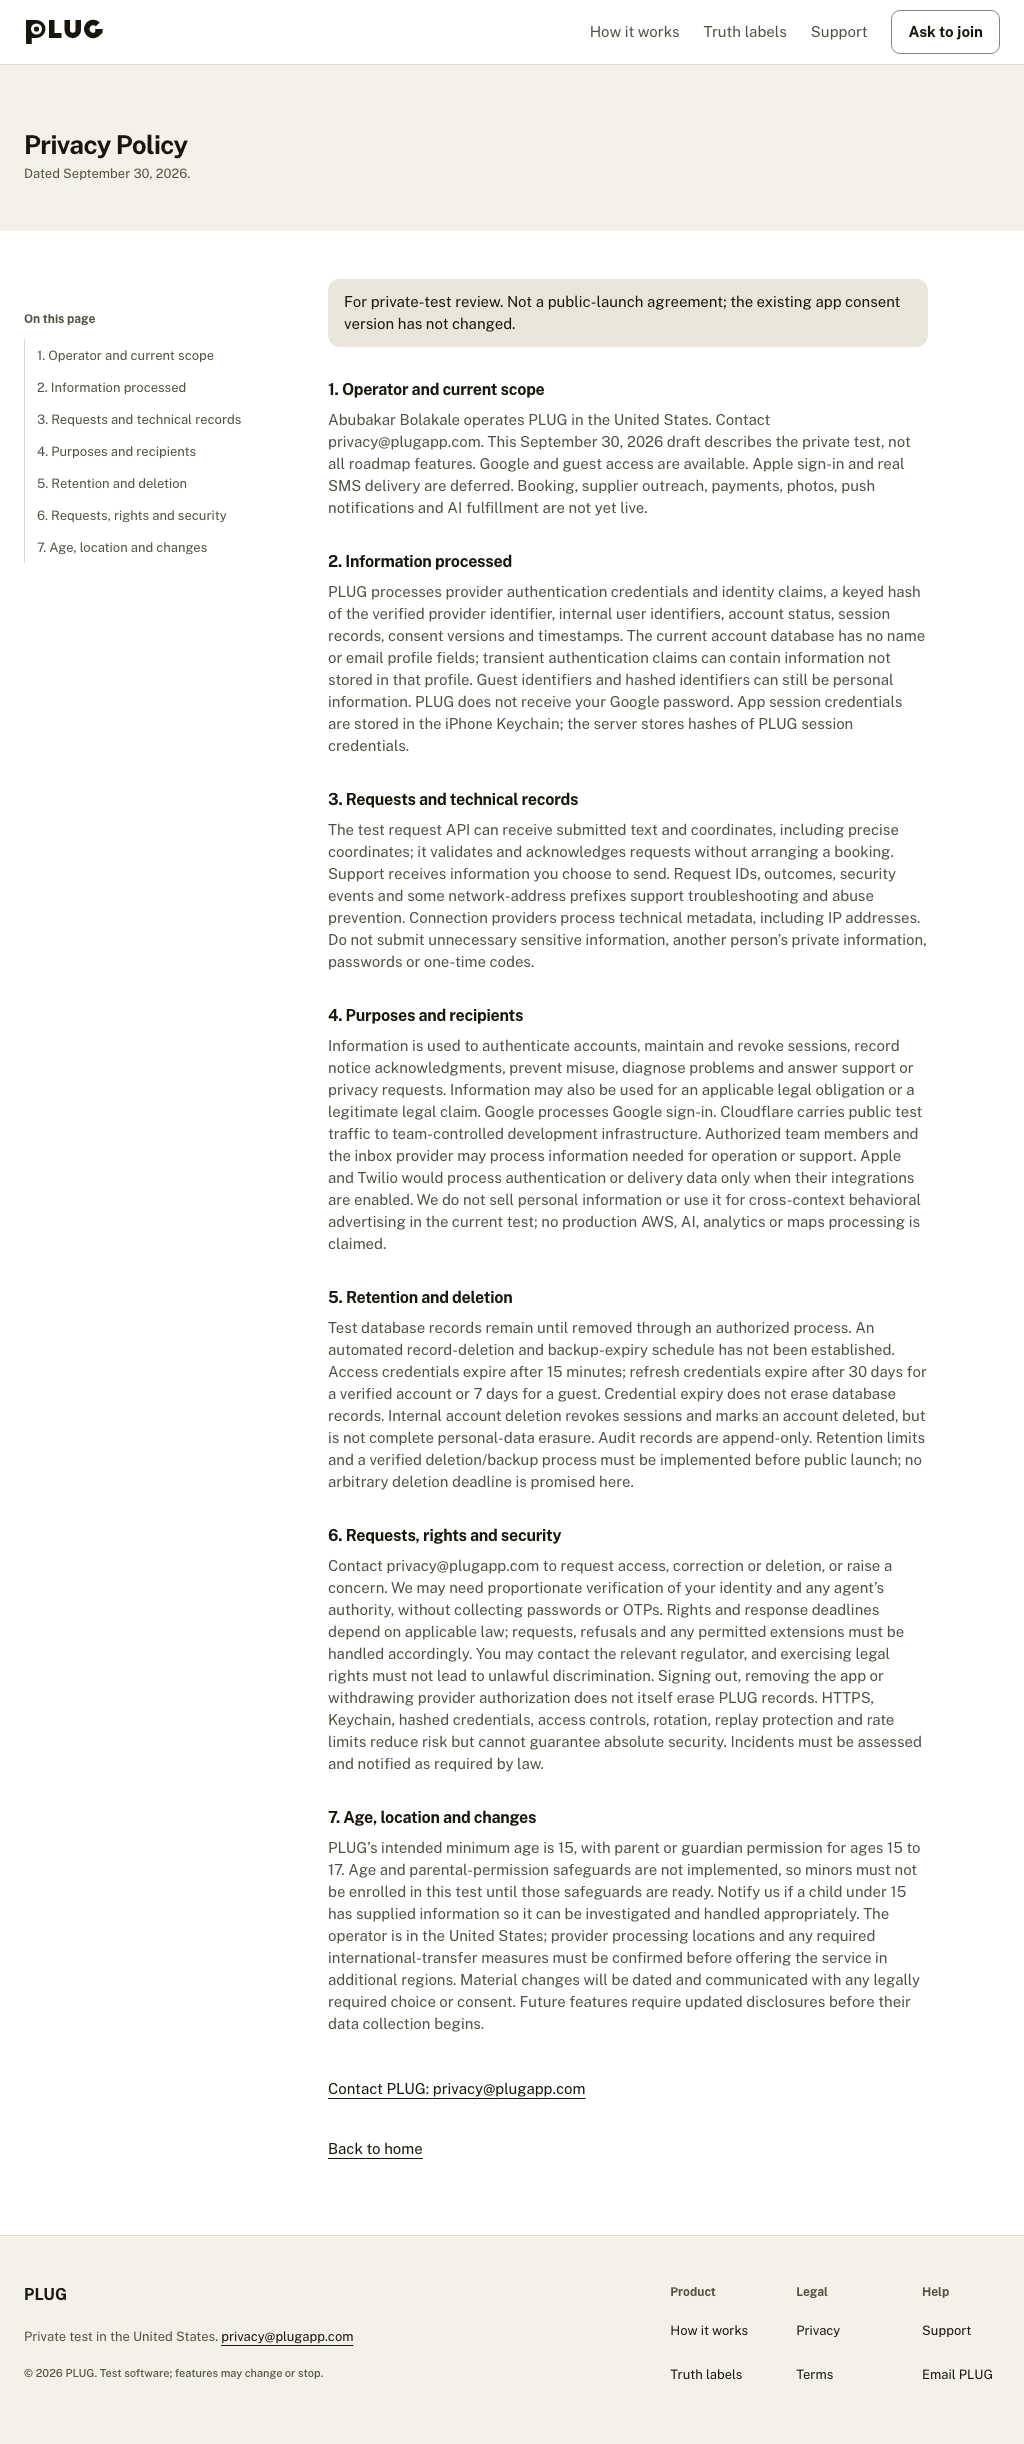 PLUG
How it works
Truth labels
Support
Ask to join
Privacy Policy
Dated September 30, 2026.
On this page
1. Operator and current scope
2. Information processed
3. Requests and technical records
4. Purposes and recipients
5. Retention and deletion
6. Requests, rights and security
7. Age, location and changes
For private-test review. Not a public-launch agreement; the existing app consent
version has not changed.
1. Operator and current scope
Abubakar Bolakale operates PLUG in the United States. Contact
privacy@plugapp.com. This September 30, 2026 draft describes the private test, not
all roadmap features. Google and guest access are available. Apple sign-in and real
SMS delivery are deferred. Booking, supplier outreach, payments, photos, push
notifications and AI fulfillment are not yet live.
2. Information processed
PLUG processes provider authentication credentials and identity claims, a keyed hash
of the verified provider identifier, internal user identifiers, account status, session
records, consent versions and timestamps. The current account database has no name
or email profile fields; transient authentication claims can contain information not
stored in that profile. Guest identifiers and hashed identifiers can still be personal
information. PLUG does not receive your Google password. App session credentials
are stored in the iPhone Keychain; the server stores hashes of PLUG session
credentials.
3. Requests and technical records
The test request API can receive submitted text and coordinates, including precise
coordinates; it validates and acknowledges requests without arranging a booking.
Support receives information you choose to send. Request IDs, outcomes, security
events and some network-address prefixes support troubleshooting and abuse
prevention. Connection providers process technical metadata, including IP addresses.
Do not submit unnecessary sensitive information, another person’s private information,
passwords or one-time codes.
4. Purposes and recipients
Information is used to authenticate accounts, maintain and revoke sessions, record
notice acknowledgments, prevent misuse, diagnose problems and answer support or
privacy requests. Information may also be used for an applicable legal obligation or a
legitimate legal claim. Google processes Google sign-in. Cloudflare carries public test
traffic to team-controlled development infrastructure. Authorized team members and
the inbox provider may process information needed for operation or support. Apple
and Twilio would process authentication or delivery data only when their integrations
are enabled. We do not sell personal information or use it for cross-context behavioral
advertising in the current test; no production AWS, AI, analytics or maps processing is
claimed.
5. Retention and deletion
Test database records remain until removed through an authorized process. An
automated record-deletion and backup-expiry schedule has not been established.
Access credentials expire after 15 minutes; refresh credentials expire after 30 days for
a verified account or 7 days for a guest. Credential expiry does not erase database
records. Internal account deletion revokes sessions and marks an account deleted, but
is not complete personal-data erasure. Audit records are append-only. Retention limits
and a verified deletion/backup process must be implemented before public launch; no
arbitrary deletion deadline is promised here.
6. Requests, rights and security
Contact privacy@plugapp.com to request access, correction or deletion, or raise a
concern. We may need proportionate verification of your identity and any agent’s
authority, without collecting passwords or OTPs. Rights and response deadlines
depend on applicable law; requests, refusals and any permitted extensions must be
handled accordingly. You may contact the relevant regulator, and exercising legal
rights must not lead to unlawful discrimination. Signing out, removing the app or
withdrawing provider authorization does not itself erase PLUG records. HTTPS,
Keychain, hashed credentials, access controls, rotation, replay protection and rate
limits reduce risk but cannot guarantee absolute security. Incidents must be assessed
and notified as required by law.
7. Age, location and changes
PLUG’s intended minimum age is 15, with parent or guardian permission for ages 15 to
17. Age and parental-permission safeguards are not implemented, so minors must not
be enrolled in this test until those safeguards are ready. Notify us if a child under 15
has supplied information so it can be investigated and handled appropriately. The
operator is in the United States; provider processing locations and any required
international-transfer measures must be confirmed before offering the service in
additional regions. Material changes will be dated and communicated with any legally
required choice or consent. Future features require updated disclosures before their
data collection begins.
Contact PLUG: privacy@plugapp.com
Back to home
PLUG
Private test in the United States. privacy@plugapp.com
© 2026 PLUG. Test software; features may change or stop.
Product
How it works
Truth labels
Legal
Privacy
Terms
Help
Support
Email PLUG